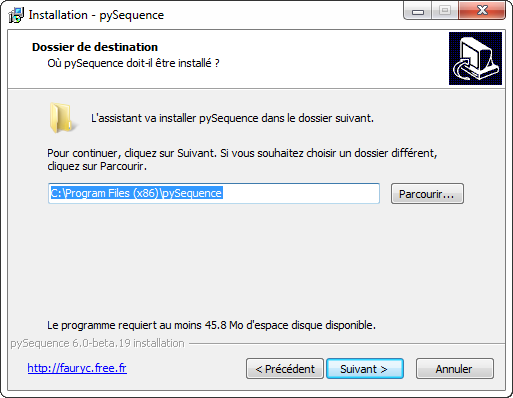 Installation - pySequence
Dossier de destination
Où pySequence doit-il être installé ?
L'assistant va installer pySequence dans le dossier suivant.
Pour continuer, cliquez sur Suivant. Si vous souhaitez choisir un dossier différent,
cliquez sur Parcourir.
C:\Program Files (x86)\pySequence
Parcourir...
Le programme requiert au moins 45.8 Mo d'espace disque disponible.
pySequence 6.0-beta.19 installation
http://fauryc.free.fr
< Précédent
Suivant >
Annuler